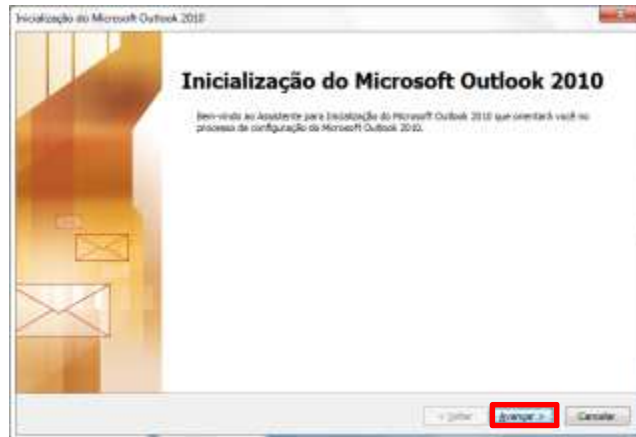 Inicialização do Microsoft Outlook 2010
Inicialização do Microsoft Outlook 2010
Bem-vindo ao Assistente para Inicialização do Microsoft Outlook 2010 que orientará você no
processo de configuração do Microsoft Outlook 2010.
< Voltar
Avançar >
Cancelar